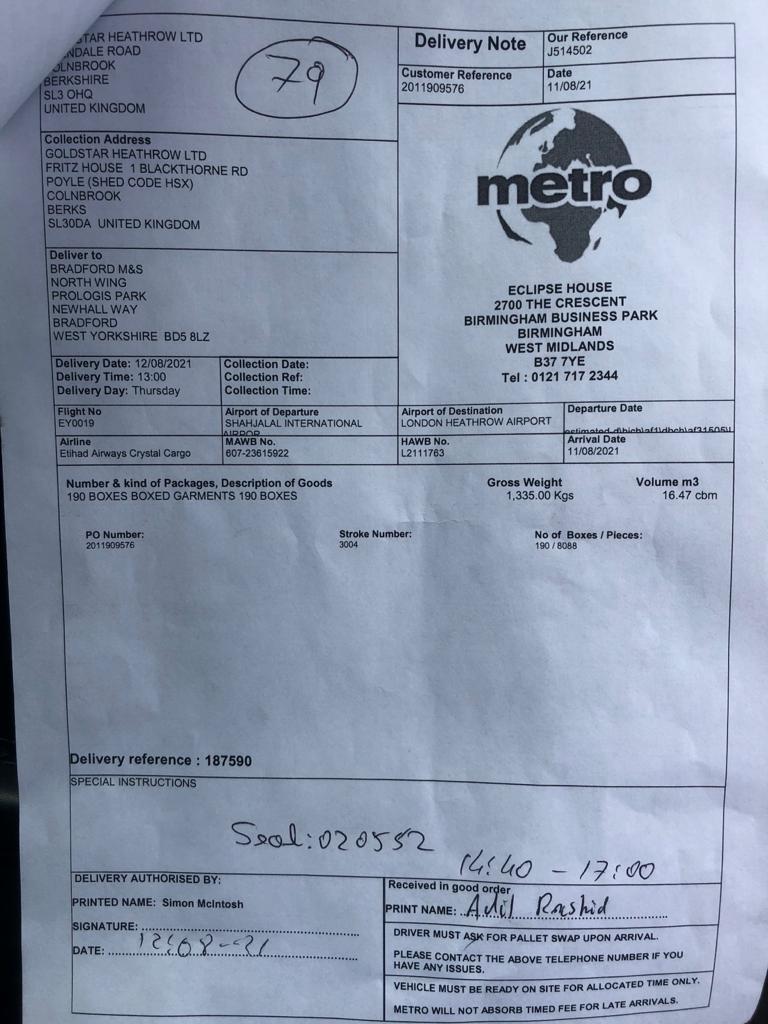 STAR HEATHROW LTD
NDALE ROAD
OLNBROOK
BERKSHIRE
SL3 OHQ
UNITED KINGDOM
79
Delivery Note
Our Reference
J514502
Customer Reference
2011909576
Date
11/08/21
Collection Address
GOLDSTAR HEATHROW LTD
FRITZ HOUSE 1 BLACKTHORNE RD
POYLE (SHED CODE HSX)
COLNBROOK
BERKS
SL30DA UNITED KINGDOM
metro
Deliver to
BRADFORD M&S
NORTH WING
PROLOGIS PARK
NEWHALL WAY
BRADFORD
WEST YORKSHIRE BD5 8LZ
ECLIPSE HOUSE
2700 THE CRESCENT
BIRMINGHAM BUSINESS PARK
BIRMINGHAM
WEST MIDLANDS
B37 7YE
Tel : 0121 717 2344
Delivery Date: 12/08/2021
Delivery Time: 13:00
Delivery Day: Thursday
Collection Date:
Collection Ref:
Collection Time:
Flight No
EY0019
Airport of Departure
SHAHJALAL INTERNATIONAL
AIRPOR
Airport of Destination
LONDON HEATHROW AIRPORT
Departure Date
Airline
Etihad Airways Crystal Cargo
MAWB No.
607-23615922
HAWB No.
L2111763
Arrival Date
11/08/2021
Number & kind of Packages, Description of Goods
190 BOXES BOXED GARMENTS 190 BOXES
Gross Weight
1,335.00 Kgs
Volume m3
16.47 cbm
PO Number:
2011909576
Stroke Number:
3004
No of Boxes / Pieces:
190 / 8088
Delivery reference : 187590
SPECIAL INSTRUCTIONS
Seal: 020552
14:40 - 17:00
DELIVERY AUTHORISED BY:
PRINTED NAME: Simon McIntosh
SIGNATURE:
DATE: 12-08-21
Received in good order
PRINT NAME: Adil Rashid
DRIVER MUST ASK FOR PALLET SWAP UPON ARRIVAL.
PLEASE CONTACT THE ABOVE TELEPHONE NUMBER IF YOU
HAVE ANY ISSUES.
VEHICLE MUST BE READY ON SITE FOR ALLOCATED TIME ONLY.
METRO WILL NOT ABSORB TIMED FEE FOR LATE ARRIVALS.